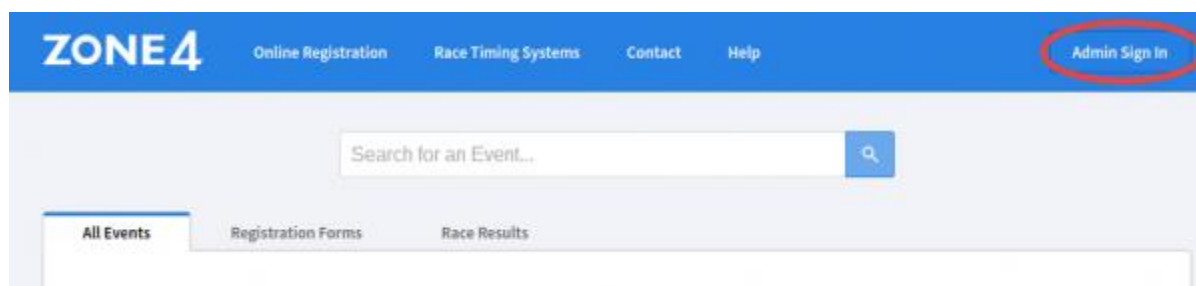 ZONE4 Online Registration Race Timing Systems Contact Help Admin Sign In
Search for an Event...
All Events Registration Forms Race Results